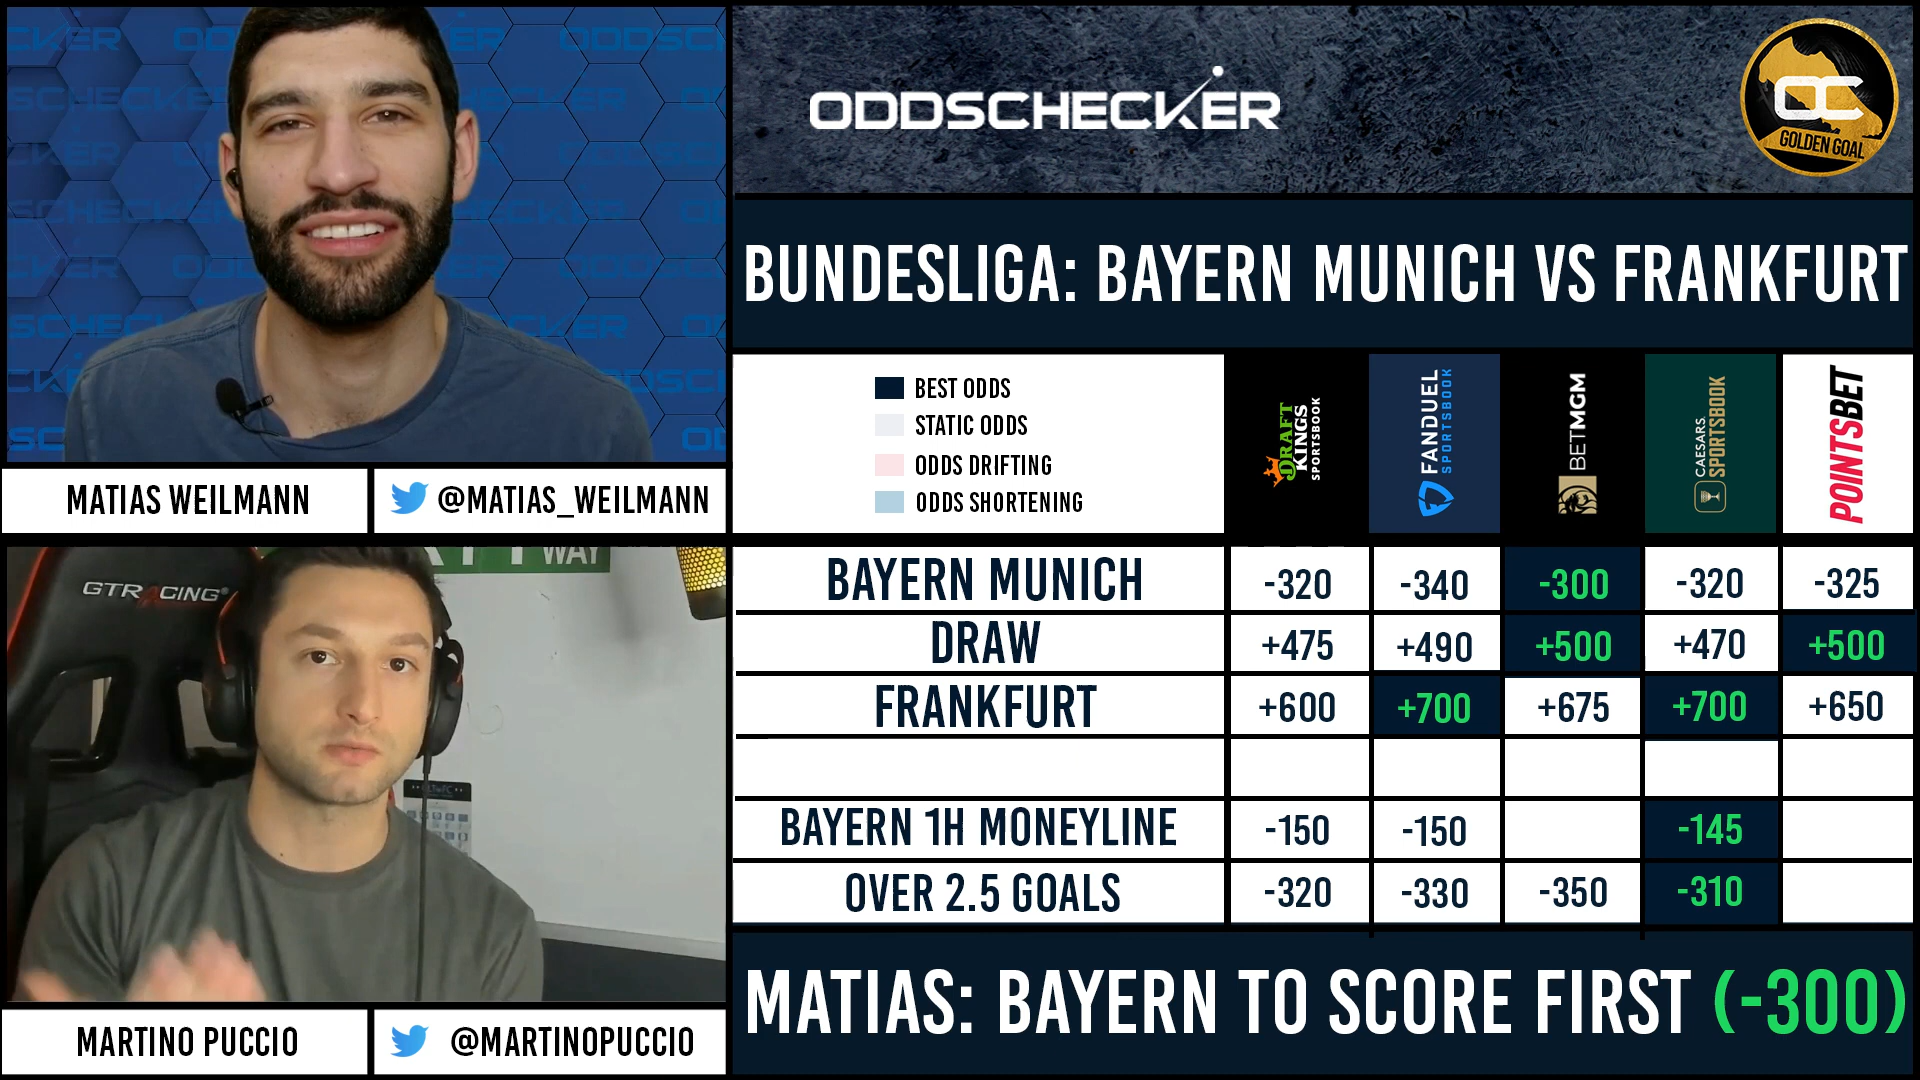 ODDSCHECKER
OC
GOLDEN GOAL
BUNDESLIGA: BAYERN MUNICH VS FRANKFURT
BEST ODDS
STATIC ODDS
ODDS DRIFTING
ODDS SHORTENING
DRAFT KINGS SPORTSBOOK
FANDUEL SPORTSBOOK
BETMGM
CAESARS SPORTSBOOK
POINTSBET
MATIAS WEILMANN
@MATIAS_WEILMANN
WAY
GTRACING
BAYERN MUNICH -320 -340 -300 -320 -325
DRAW +475 +490 +500 +470 +500
FRANKFURT +600 +700 +675 +700 +650
BAYERN 1H MONEYLINE -150 -150 -145
OVER 2.5 GOALS -320 -330 -350 -310
MATIAS: BAYERN TO SCORE FIRST (-300)
MARTINO PUCCIO
@MARTINOPUCCIO